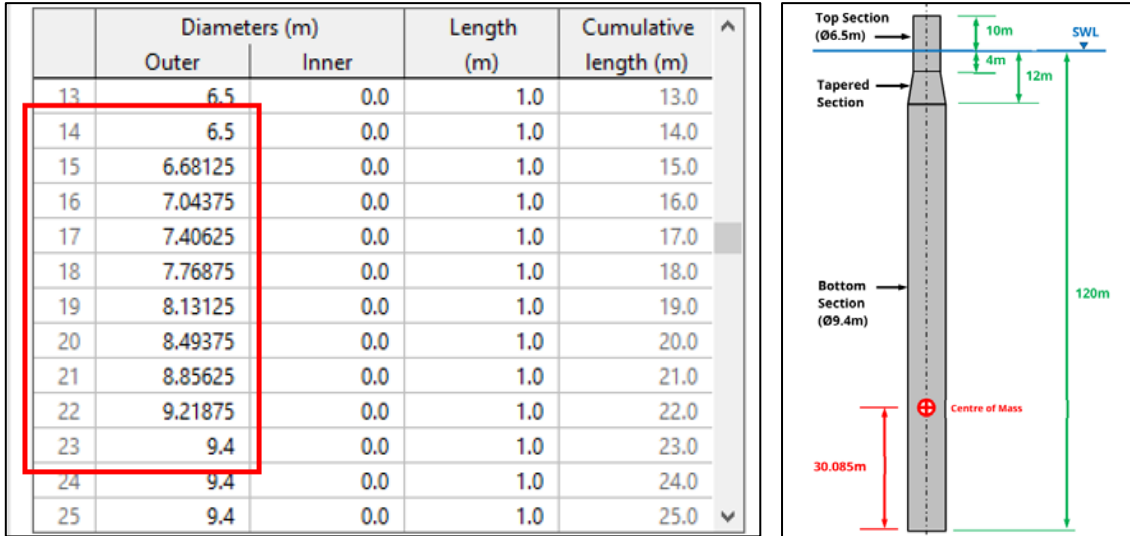 Diameters (m) Length Cumulative
Outer Inner (m) length (m)
13 6.5 0.0 1.0 13.0
14 6.5 0.0 1.0 14.0
15 6.68125 0.0 1.0 15.0
16 7.04375 0.0 1.0 16.0
17 7.40625 0.0 1.0 17.0
18 7.76875 0.0 1.0 18.0
19 8.13125 0.0 1.0 19.0
20 8.49375 0.0 1.0 20.0
21 8.85625 0.0 1.0 21.0
22 9.21875 0.0 1.0 22.0
23 9.4 0.0 1.0 23.0
24 9.4 0.0 1.0 24.0
25 9.4 0.0 1.0 25.0
Top Section
(Ø6.5m)
10m
SWL
4m
12m
Tapered
Section
Bottom
Section
(Ø9.4m)
120m
Centre of Mass
30.085m